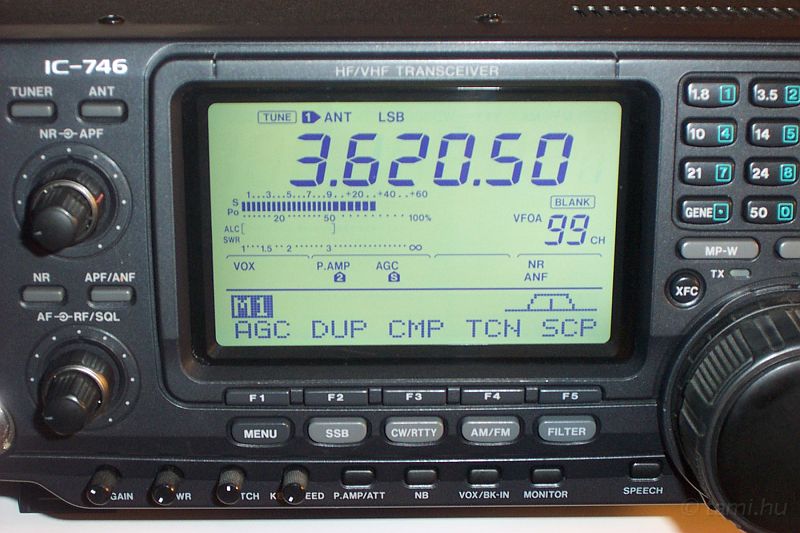 IC-746
HF/VHF TRANSCEIVER
TUNER ANT
NR APF
NR APF/ANF
AF RF/SQL
TUNE 1 ANT LSB
3.620.50
S 1...3...5...7...9...+20...+40...+60
Po 20 50 100%
ALC
SWR 1 1.5 2 3 ∞
BLANK
VFOA 99 CH
VOX P.AMP 2 AGC S NR
ANF
M1
AGC DUP CMP TCN SCP
F1 F2 F3 F4 F5
MENU SSB CW/RTTY AM/FM FILTER
P.AMP/ATT NB VOX/BK-IN MONITOR SPEECH
1.8 1 3.5 2
10 4 14 5
21 7 24 8
GENE • 50 0
MP-W
TX
XFC